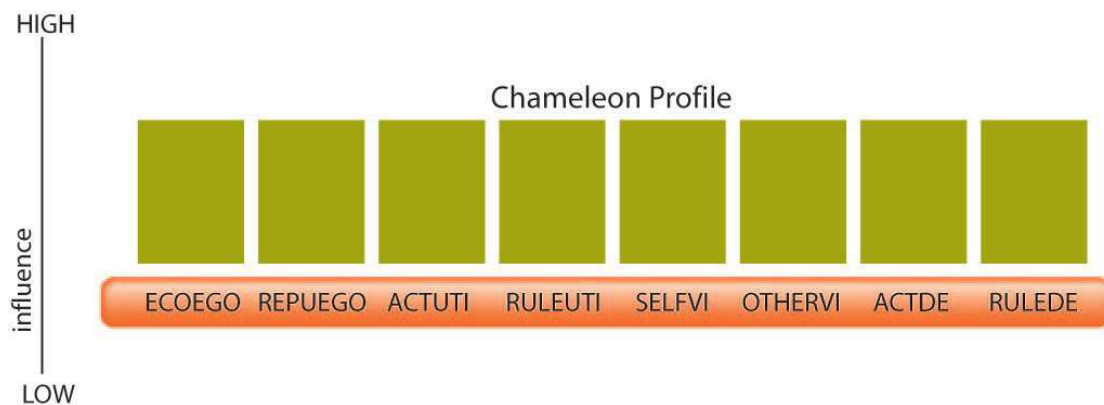 HIGH
Chameleon Profile
influence
ECOEGO REPUEGO ACTUTI RULEUTI SELFVI OTHERVI ACTDE RULEDE
LOW